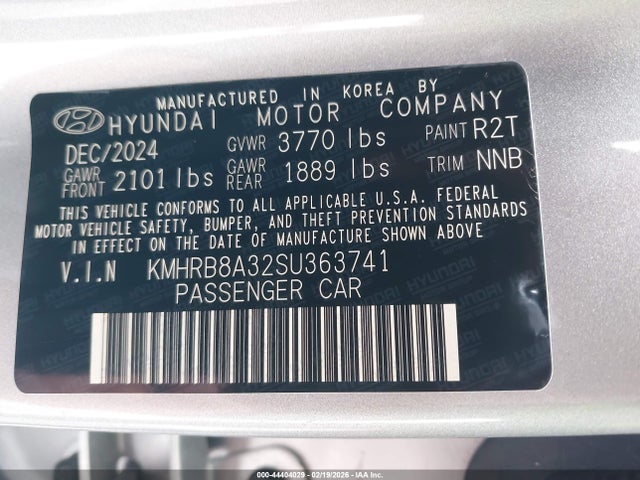 MANUFACTURED IN KOREA BY
HYUNDAI MOTOR COMPANY
DEC/2024 GVWR 3770 lbs PAINT R2T
GAWR FRONT 2101 lbs GAWR REAR 1889 lbs TRIM NNB
THIS VEHICLE CONFORMS TO ALL APPLICABLE U.S.A. FEDERAL
MOTOR VEHICLE SAFETY, BUMPER, AND THEFT PREVENTION STANDARDS
IN EFFECT ON THE DATE OF MANUFACTURE SHOWN ABOVE
V.I.N KMHRB8A32SU363741
PASSENGER CAR
000-44404029 - 02/19/2026 - IMPACT AUTO